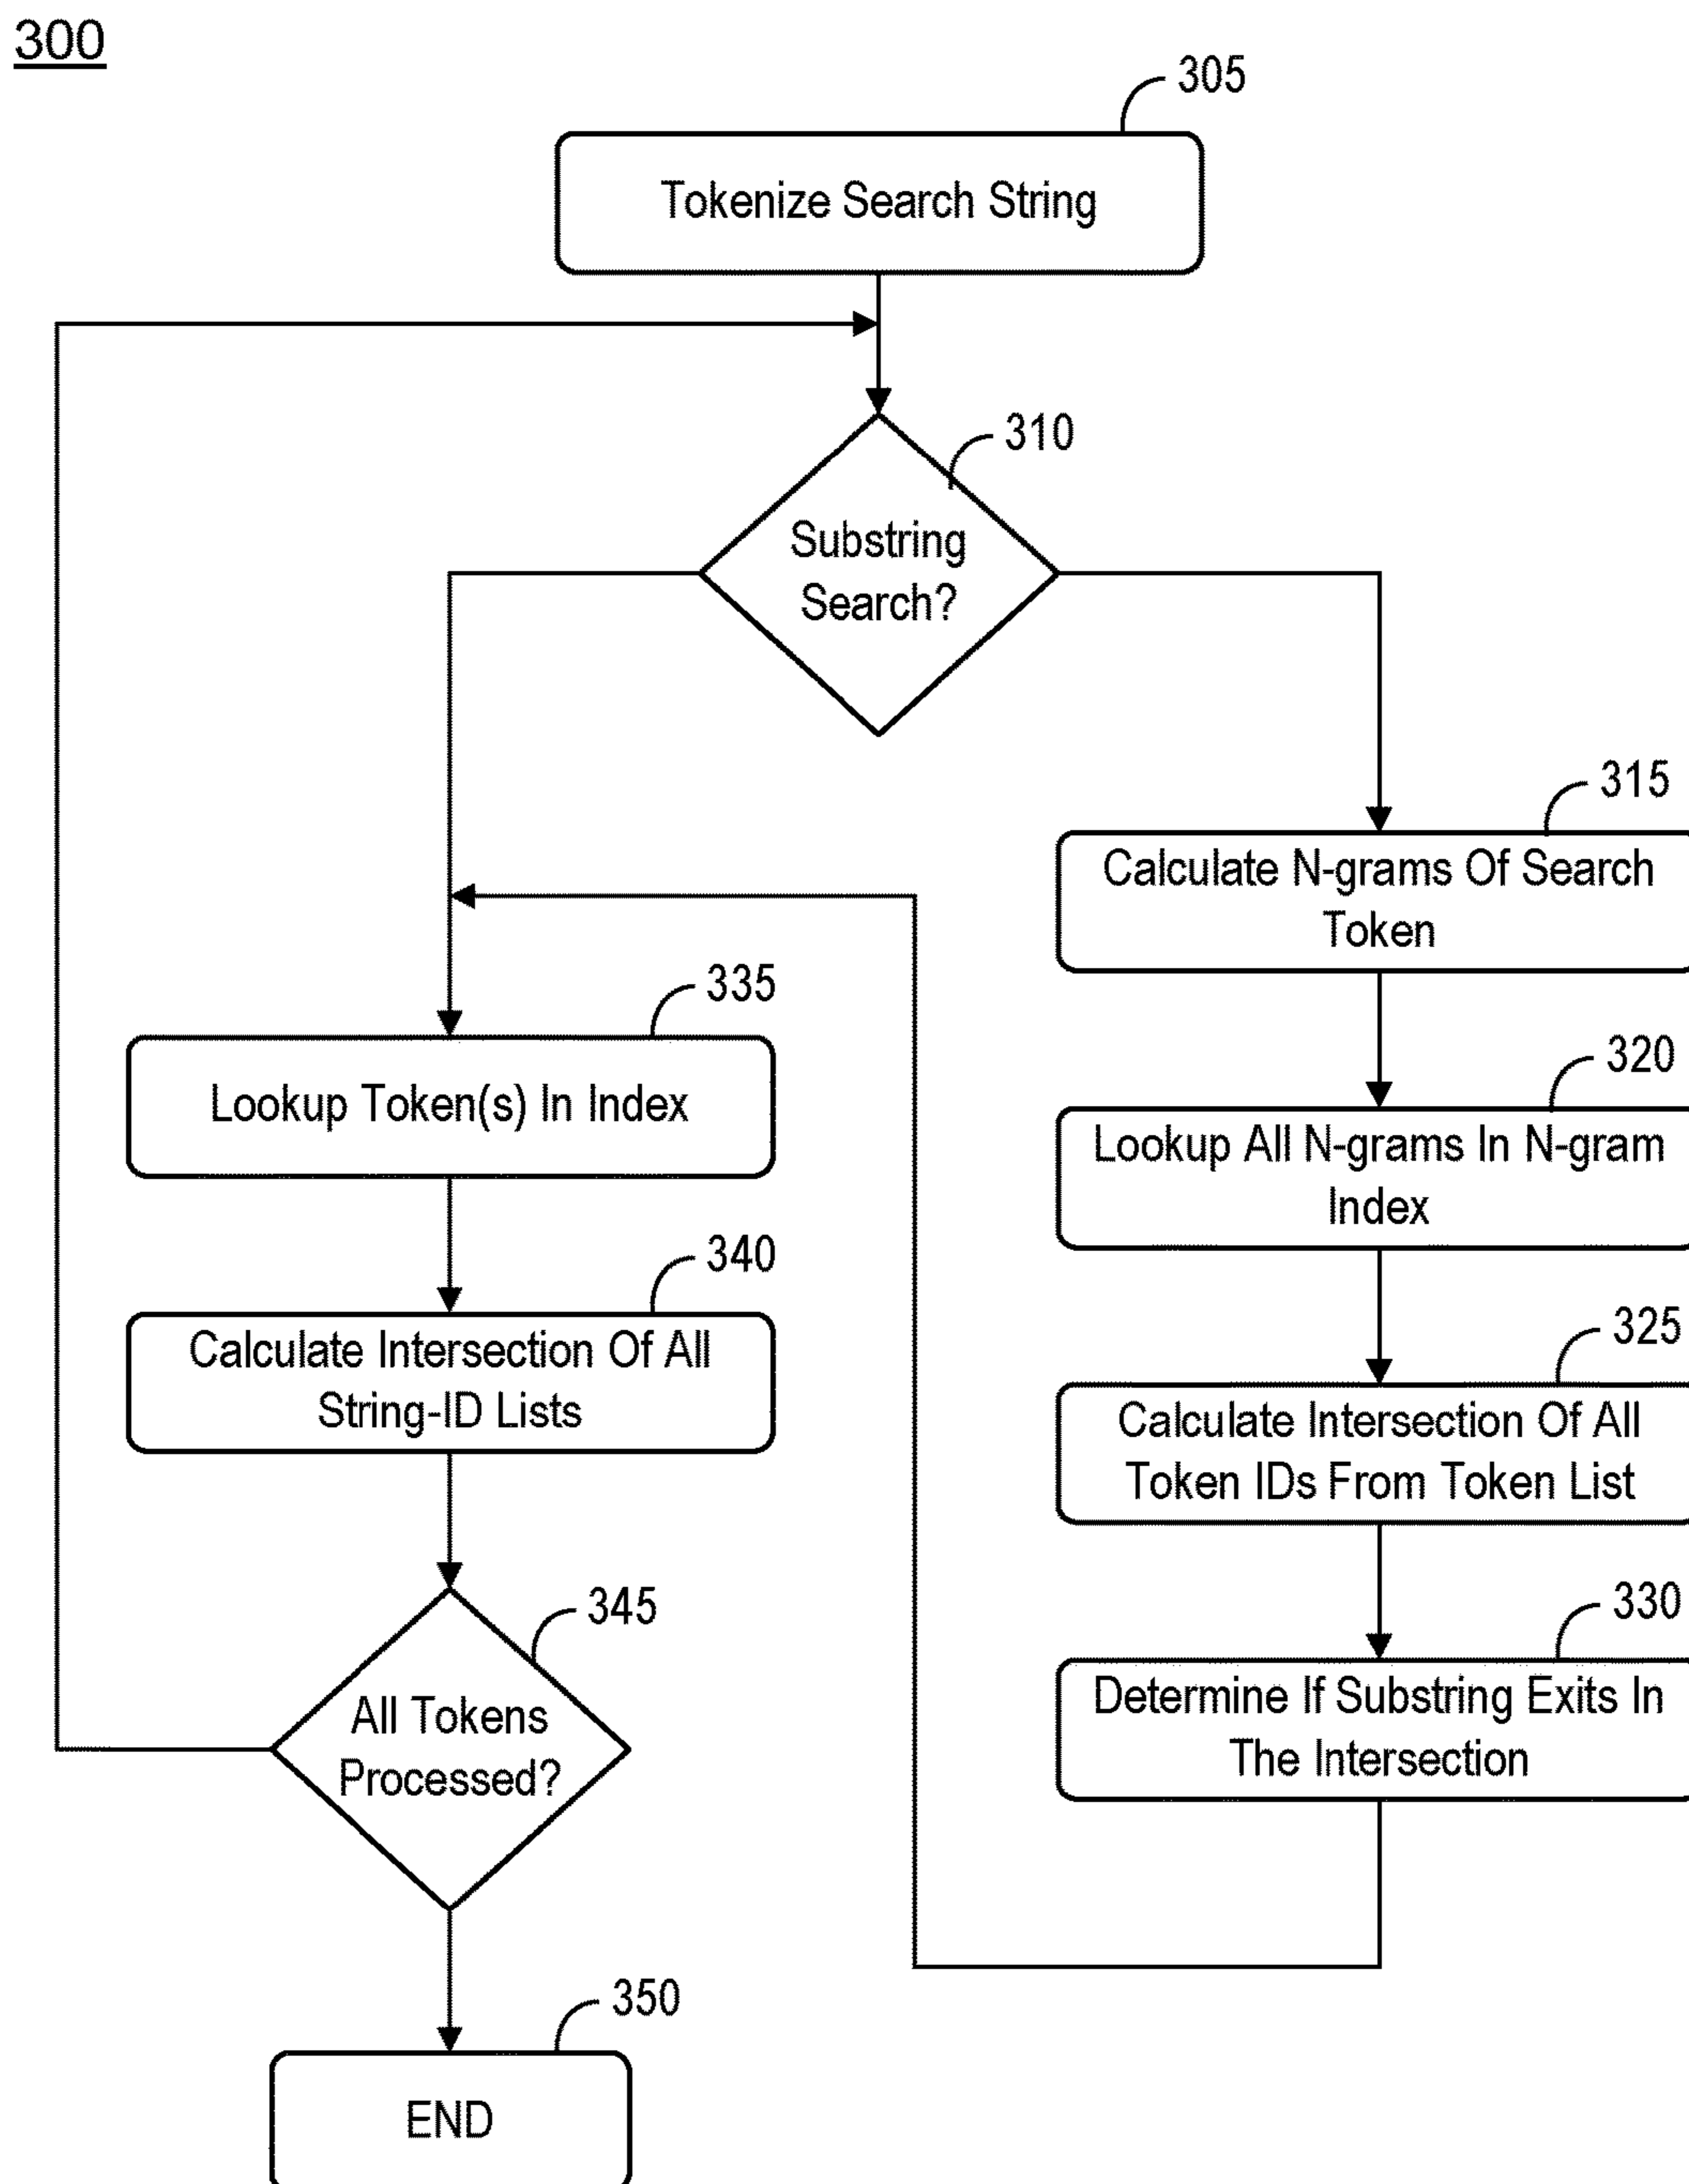 300
305
Tokenize Search String
310
Substring
Search?
315
Calculate N-grams Of Search
Token
335
Lookup Token(s) In Index
320
Lookup All N-grams In N-gram
Index
340
Calculate Intersection Of All
String-ID Lists
325
Calculate Intersection Of All
Token IDs From Token List
345
All Tokens
Processed?
330
Determine If Substring Exits In
The Intersection
350
END